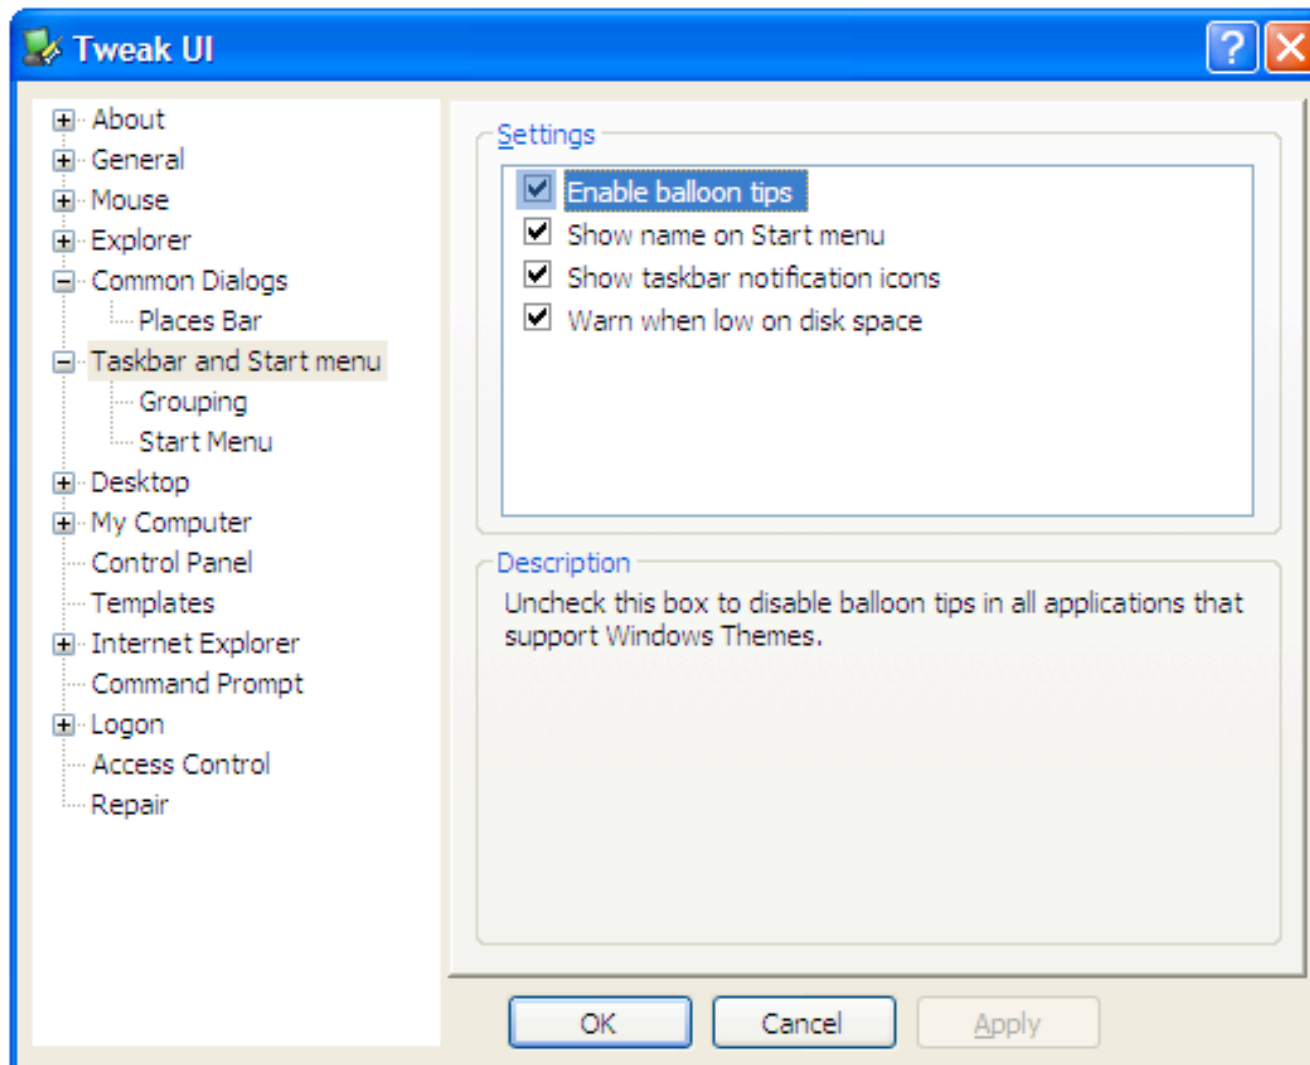 Tweak UI
About
General
Mouse
Explorer
Common Dialogs
Places Bar
Taskbar and Start menu
Grouping
Start Menu
Desktop
My Computer
Control Panel
Templates
Internet Explorer
Command Prompt
Logon
Access Control
Repair
Settings
Enable balloon tips
Show name on Start menu
Show taskbar notification icons
Warn when low on disk space
Description
Uncheck this box to disable balloon tips in all applications that
support Windows Themes.
OK
Cancel
Apply